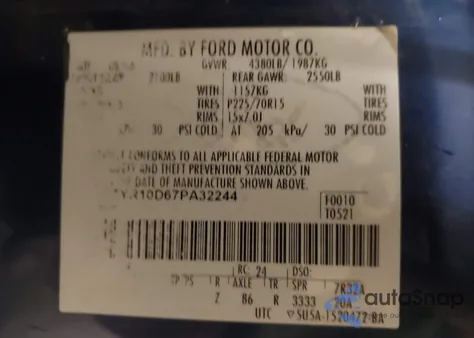 MFD. BY FORD MOTOR CO.
GVWR 4380LB/ 1987KG
2100LB REAR GAWR: 2550LB
WITH 1157KG
TIRES P225/70R15
RIMS 15x7.0J
30 PSI COLD AT 205 kPa/ 30 PSI COLD
CONFORMS TO ALL APPLICABLE FEDERAL MOTOR
AND THEFT PREVENTION STANDARDS IN
DATE OF MANUFACTURE SHOWN ABOVE.
R10D67PA32244
F0010
T0521
RC: 24 DSO:
R AXLE TR SPR ZR32A
Z 86 R 3333 20A
UTC ▽5U5A-1520472-BA
autoSnap